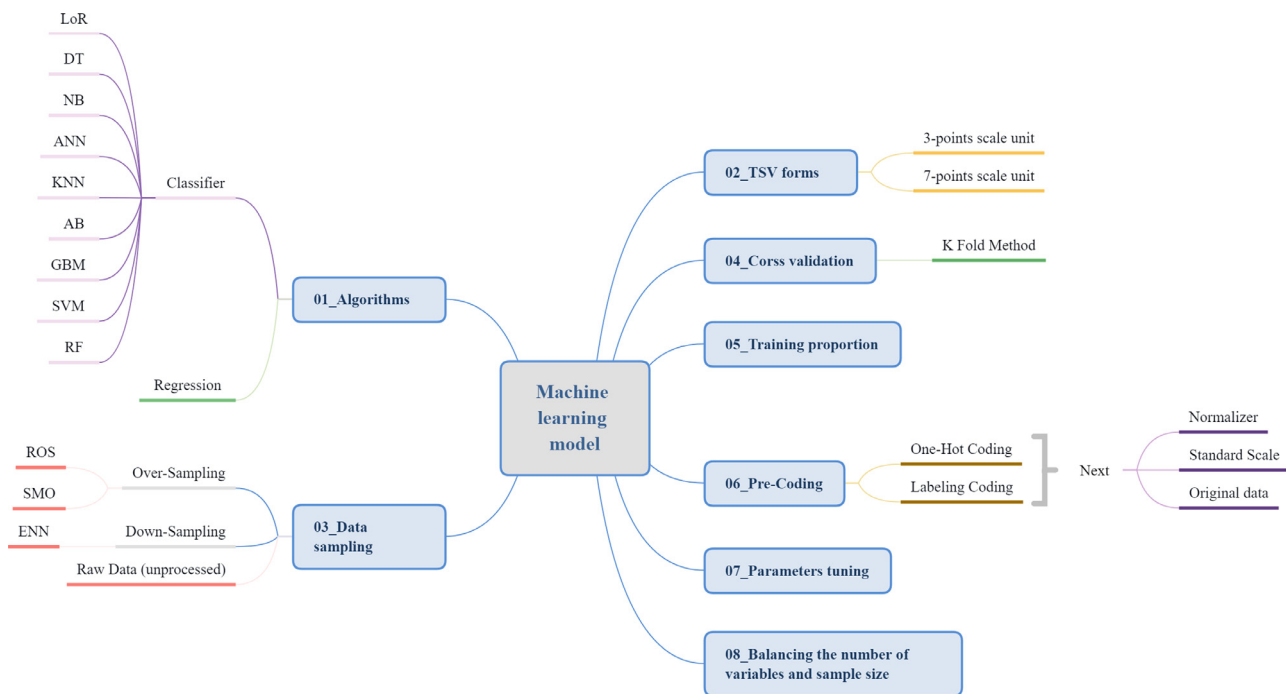 LoR
DT
NB
ANN
KNN
AB
GBM
SVM
RF
Classifier
Regression
01_Algorithms
ROS
SMO
ENN
Over-Sampling
Down-Sampling
Raw Data (unprocessed)
03_Data
sampling
Machine
learning
model
02_TSV forms
3-points scale unit
7-points scale unit
04_Corss validation
K Fold Method
05_Training proportion
06_Pre-Coding
One-Hot Coding
Labeling Coding
Next
Normalizer
Standard Scale
Original data
07_Parameters tuning
08_Balancing the number of
variables and sample size